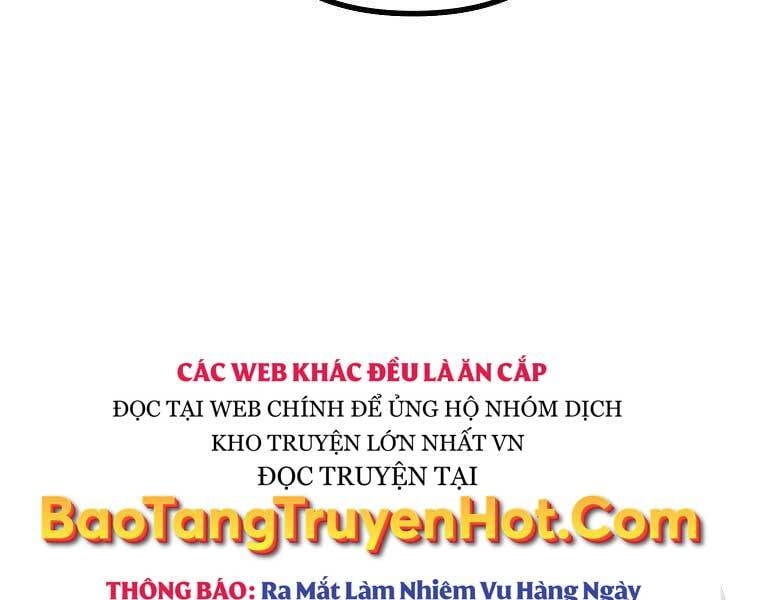 CÁC WEB KHÁC ĐỀU LÀ ĂN CẮP
ĐỌC TẠI WEB CHÍNH ĐỂ ỦNG HỘ NHÓM DỊCH
KHO TRUYỆN LỚN NHẤT VN
ĐỌC TRUYỆN TẠI
BaoTangTruyenHot.Com
THÔNG BÁO: Ra Mắt Làm Nhiệm Vụ Hàng Ngày